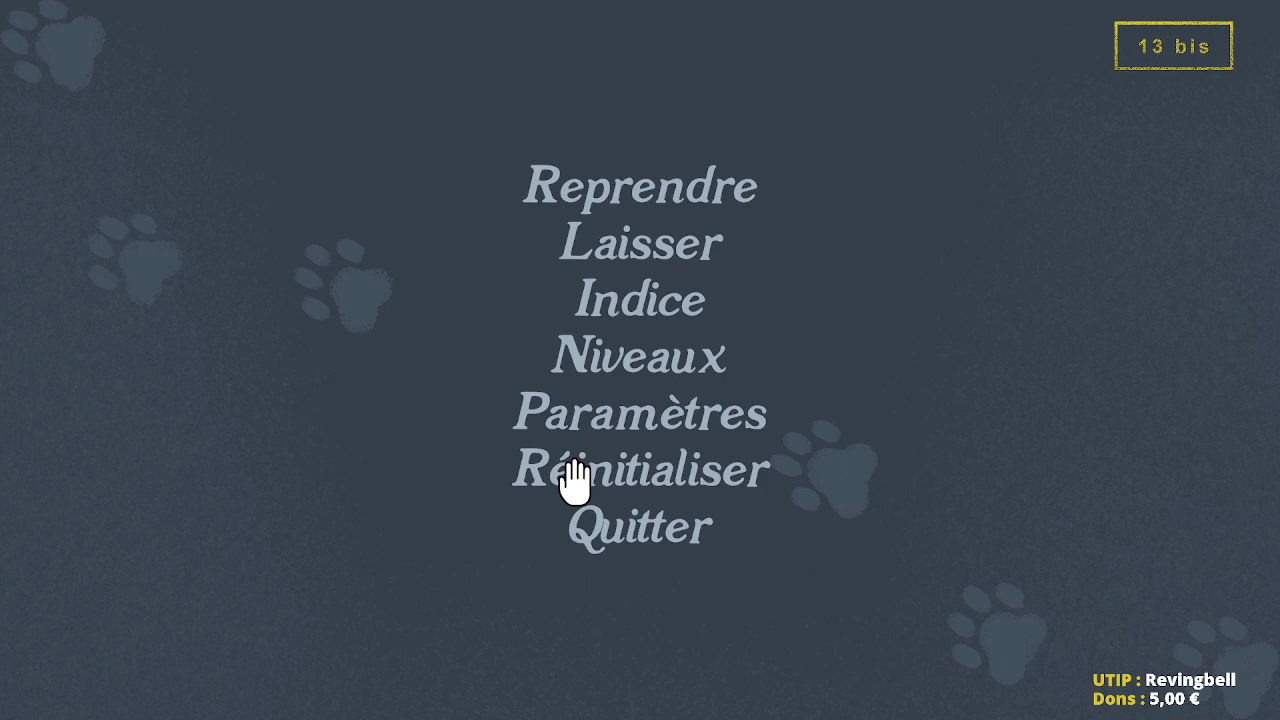 13 bis
Reprendre
Laisser
Indice
Niveaux
Paramètres
Réinitialiser
Quitter
UTIP : Revingbell
Dons : 5,00 €